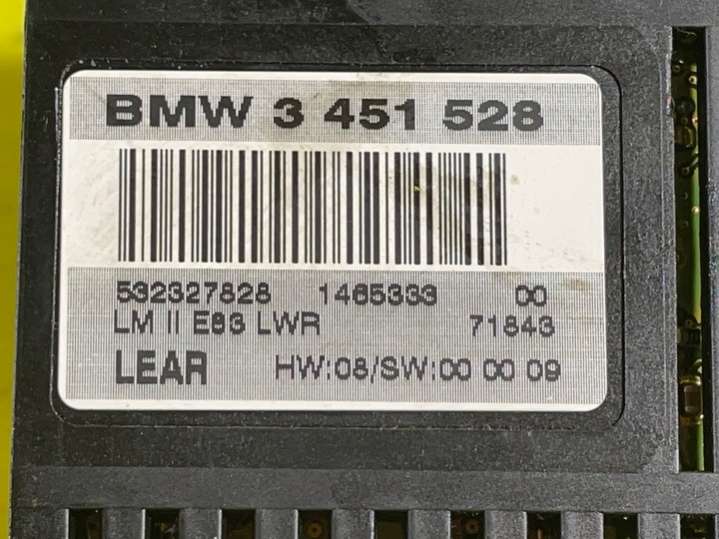 BMW 3 451 528
532327828 1465333 00
LM II E83 LWR 71843
LEAR HW:08/SW:00 00 09